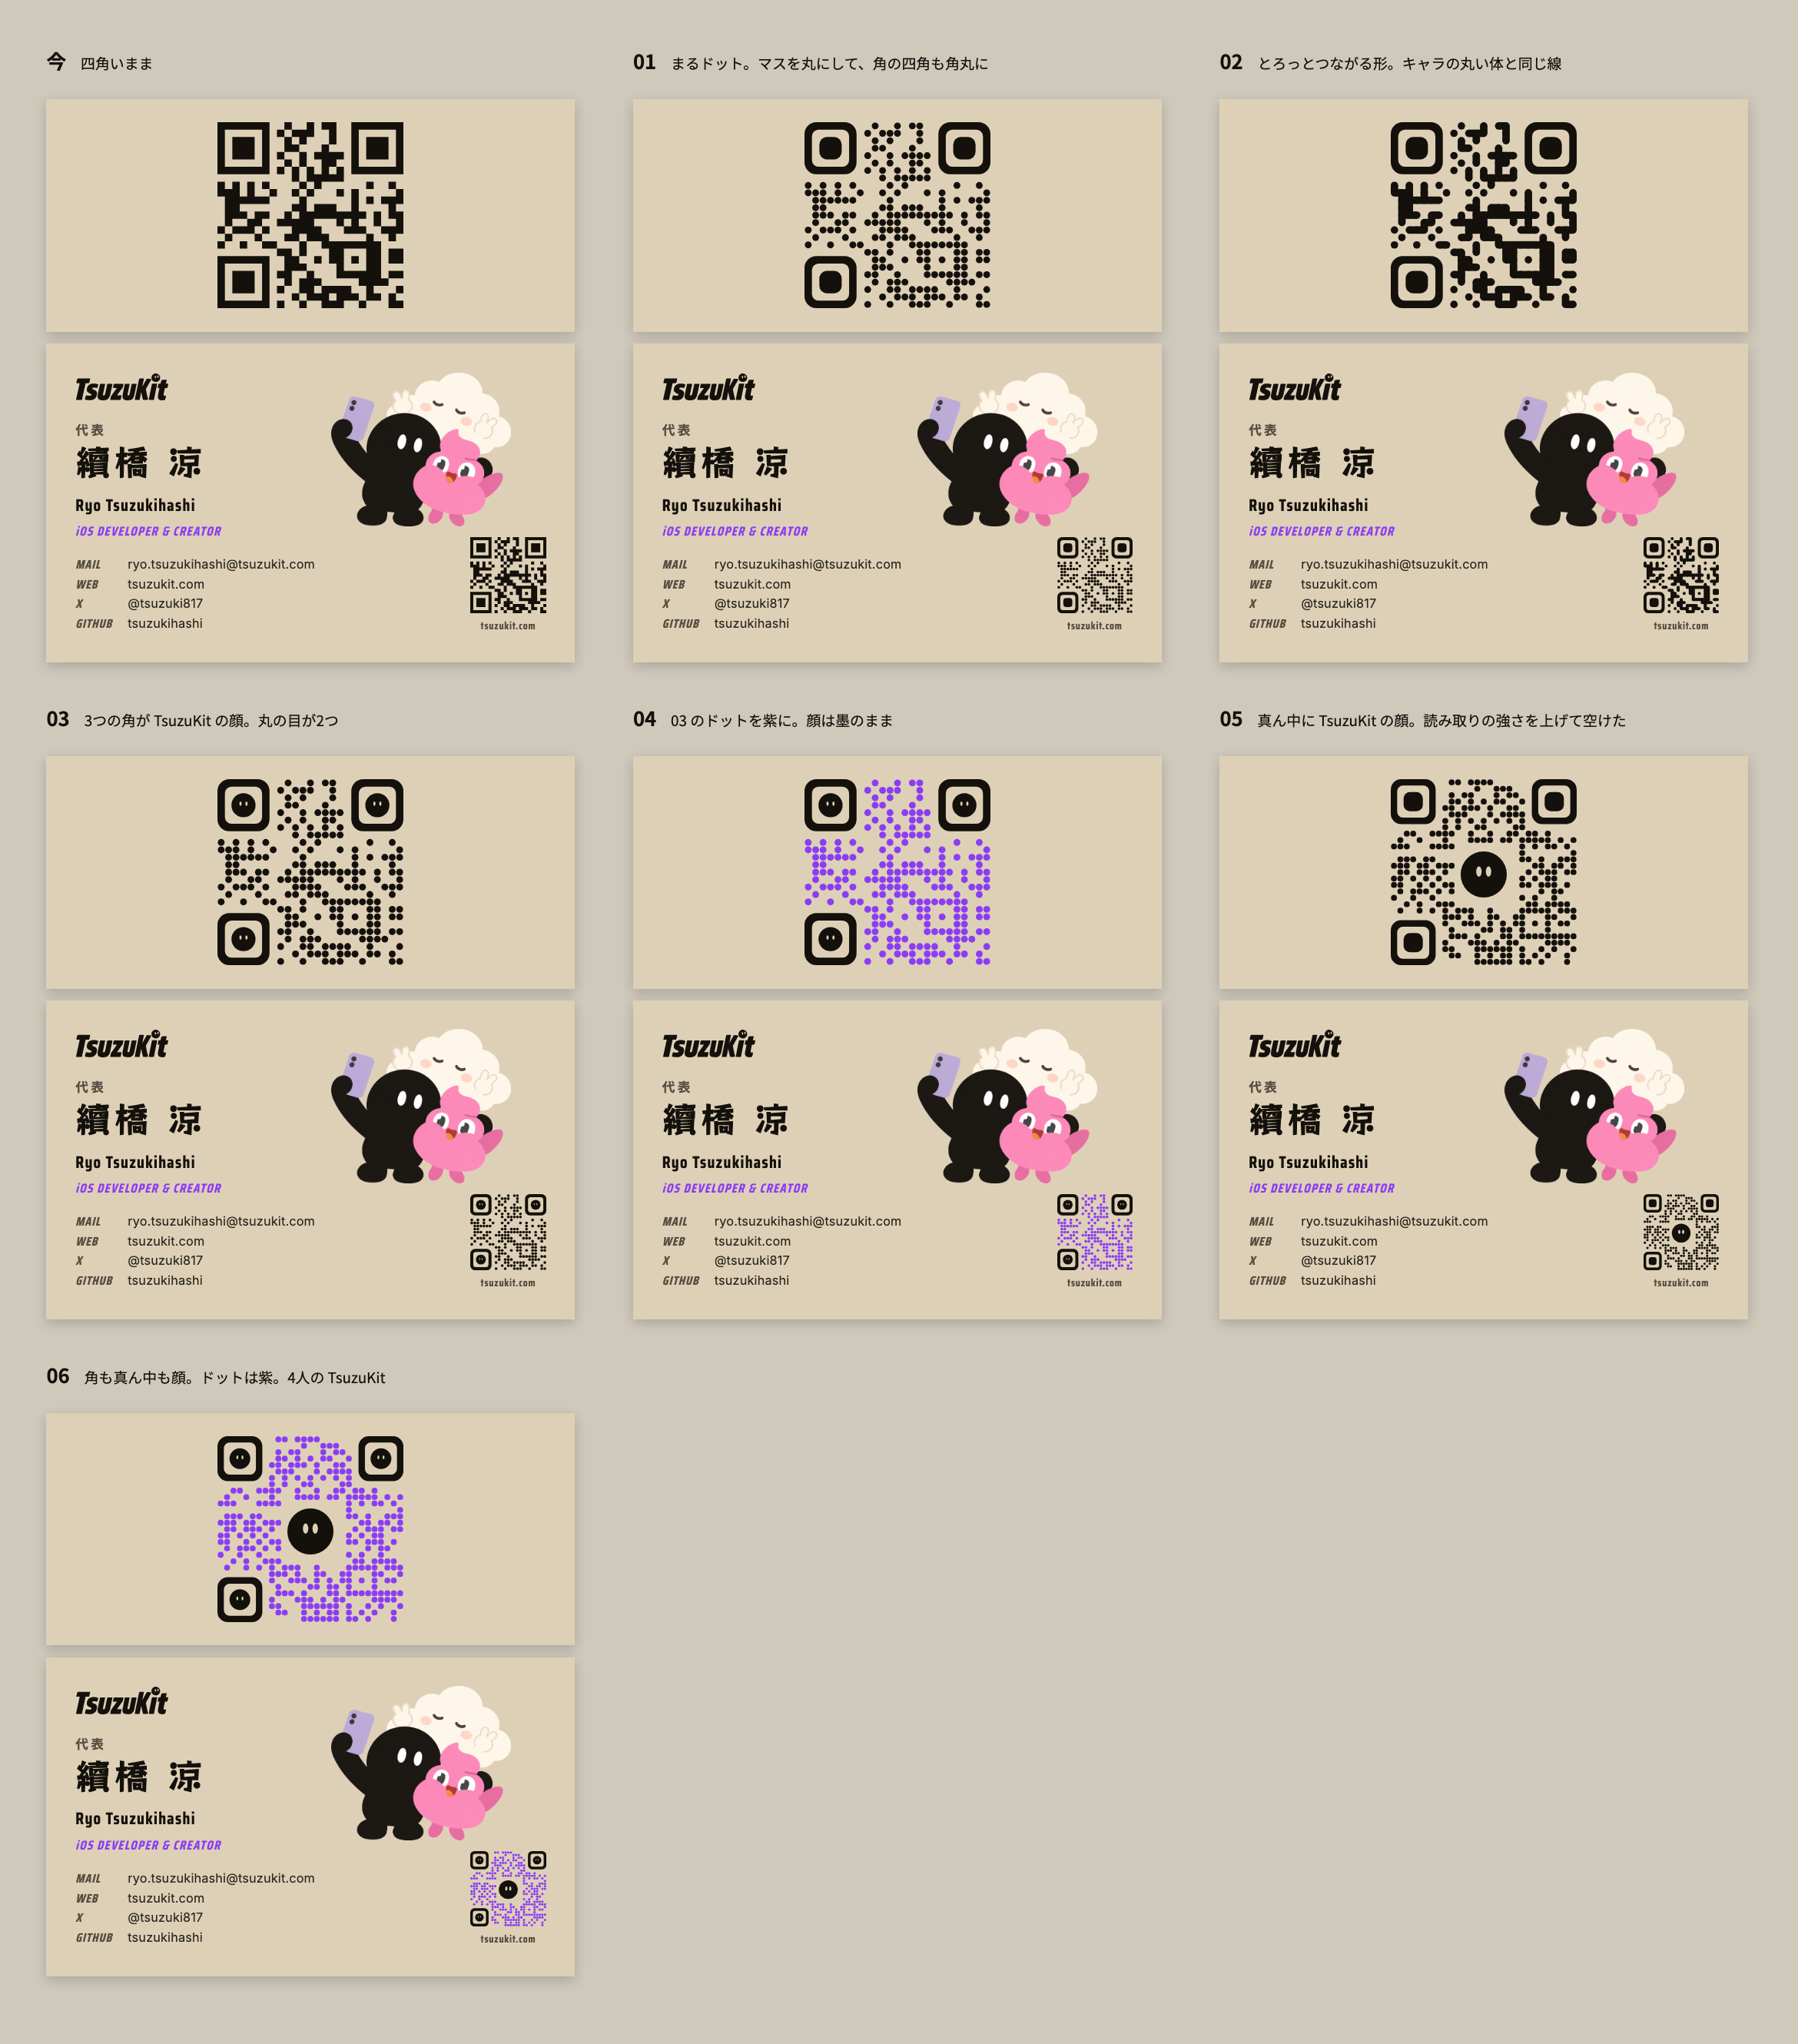 今 四角いまま
TsuzuKit
代表
續橋 涼
Ryo Tsuzukihashi
iOS DEVELOPER & CREATOR
MAIL ryo.tsuzukihashi@tsuzukit.com
WEB tsuzukit.com
X @tsuzuki817
GITHUB tsuzukihashi
tsuzukit.com
01 まるドット。マスを丸にして、角の四角も角丸に
TsuzuKit
代表
續橋 涼
Ryo Tsuzukihashi
iOS DEVELOPER & CREATOR
MAIL ryo.tsuzukihashi@tsuzukit.com
WEB tsuzukit.com
X @tsuzuki817
GITHUB tsuzukihashi
tsuzukit.com
02 とろっとつながる形。キャラの丸い体と同じ線
TsuzuKit
代表
續橋 涼
Ryo Tsuzukihashi
iOS DEVELOPER & CREATOR
MAIL ryo.tsuzukihashi@tsuzukit.com
WEB tsuzukit.com
X @tsuzuki817
GITHUB tsuzukihashi
tsuzukit.com
03 3つの角が TsuzuKit の顔。丸の目が2つ
TsuzuKit
代表
續橋 涼
Ryo Tsuzukihashi
iOS DEVELOPER & CREATOR
MAIL ryo.tsuzukihashi@tsuzukit.com
WEB tsuzukit.com
X @tsuzuki817
GITHUB tsuzukihashi
tsuzukit.com
04 03 のドットを紫に。顔は墨のまま
TsuzuKit
代表
續橋 涼
Ryo Tsuzukihashi
iOS DEVELOPER & CREATOR
MAIL ryo.tsuzukihashi@tsuzukit.com
WEB tsuzukit.com
X @tsuzuki817
GITHUB tsuzukihashi
tsuzukit.com
05 真ん中に TsuzuKit の顔。読み取りの強さを上げて空けた
TsuzuKit
代表
續橋 涼
Ryo Tsuzukihashi
iOS DEVELOPER & CREATOR
MAIL ryo.tsuzukihashi@tsuzukit.com
WEB tsuzukit.com
X @tsuzuki817
GITHUB tsuzukihashi
tsuzukit.com
06 角も真ん中も顔。ドットは紫。4人の TsuzuKit
TsuzuKit
代表
續橋 涼
Ryo Tsuzukihashi
iOS DEVELOPER & CREATOR
MAIL ryo.tsuzukihashi@tsuzukit.com
WEB tsuzukit.com
X @tsuzuki817
GITHUB tsuzukihashi
tsuzukit.com